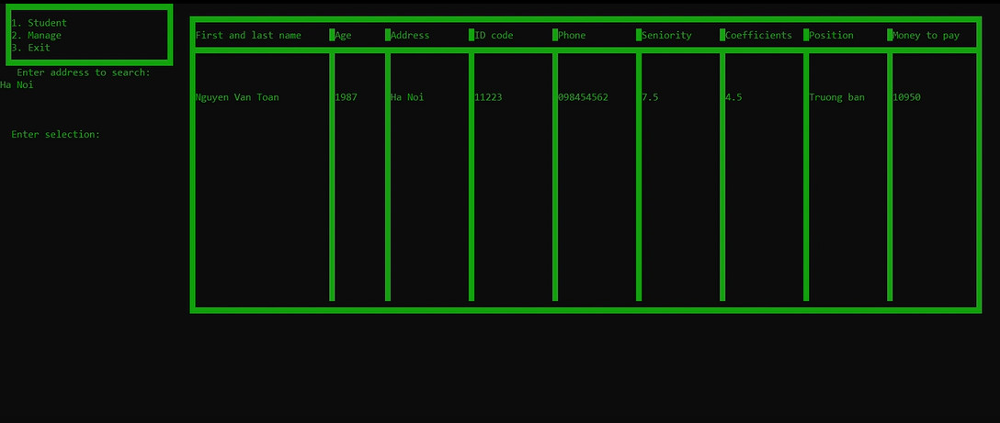 1. Student
2. Manage
3. Exit
Enter address to search:
Ha Noi
Enter selection:
First and last name Age Address ID code Phone Seniority Coefficients Position Money to pay
Nguyen Van Toan 1987 Ha Noi 11223 098454562 7.5 4.5 Truong ban 10950